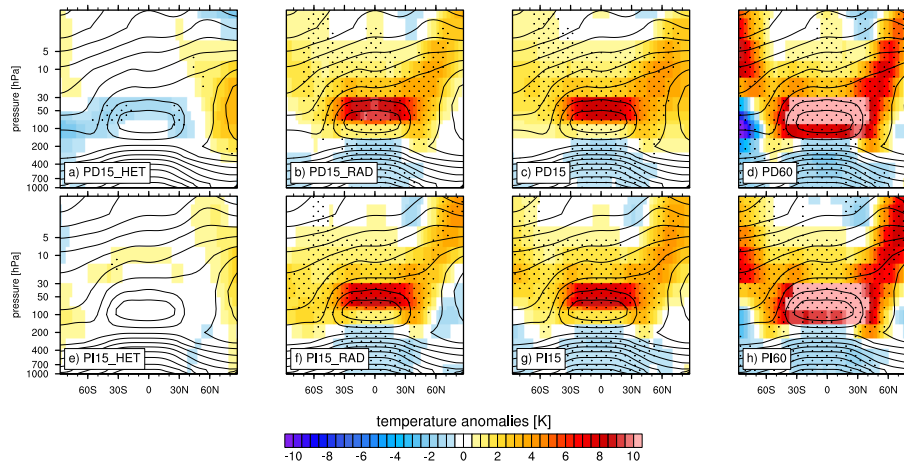 pressure [hPa]
5
10
30
50
100
200
400
700
1000
a) PD15_HET
b) PD15_RAD
c) PD15
d) PD60
pressure [hPa]
5
10
30
50
100
200
400
700
1000
e) PI15_HET
f) PI15_RAD
g) PI15
h) PI60
60S 30S 0 30N 60N
60S 30S 0 30N 60N
60S 30S 0 30N 60N
60S 30S 0 30N 60N
temperature anomalies [K]
-10 -8 -6 -4 -2 0 2 4 6 8 10